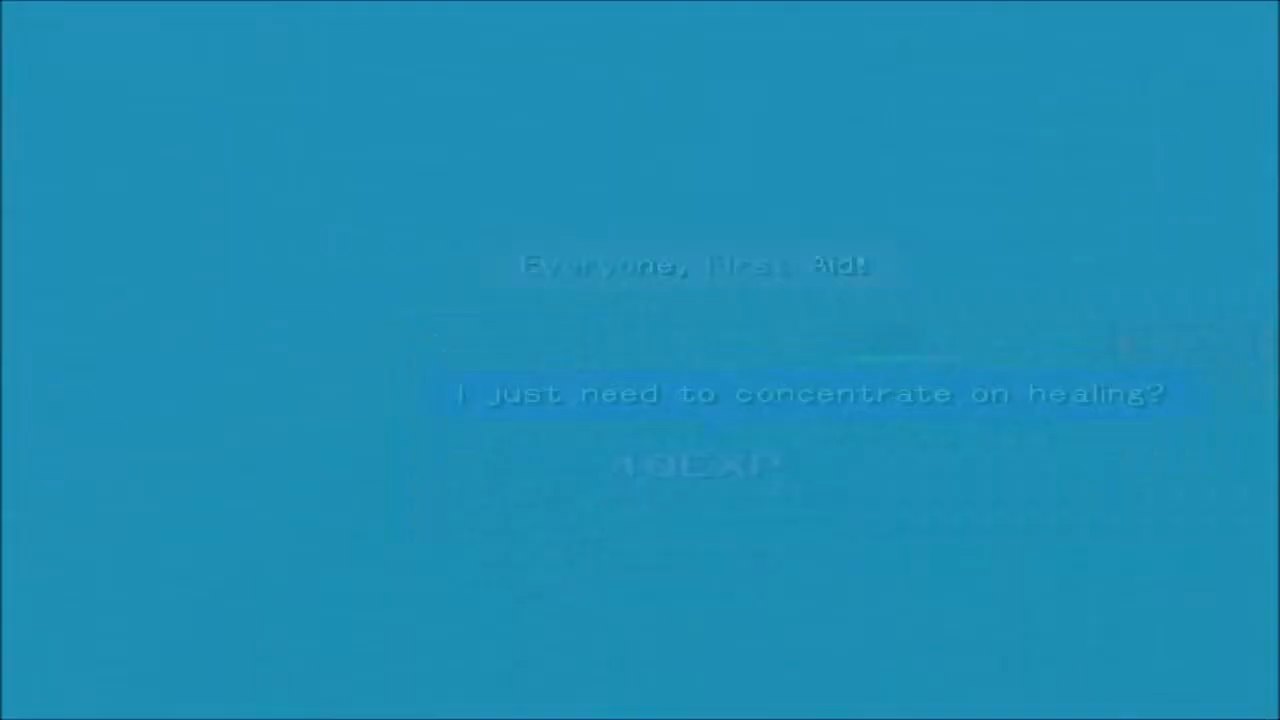 Everyone, First Aid!
I just need to concentrate on healing?